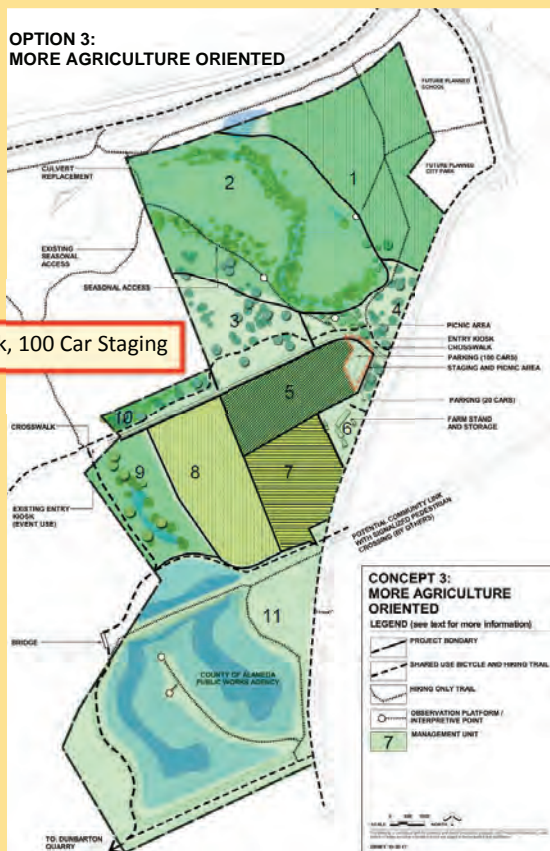 OPTION 3:
MORE AGRICULTURE ORIENTED
FUTURE PLANNED
SCHOOL
FUTURE PLANNED
CITY PARK
CULVERT
REPLACEMENT
2
1
EXISTING
SEASONAL
ACCESS
SEASONAL ACCESS
3
4
PICNIC AREA
ENTRY KIOSK
CROSSWALK
PARKING (100 CARS)
STAGING AND PICNIC AREA
k, 100 Car Staging
5
PARKING (20 CARS)
10
6
FARM STAND
AND STORAGE
CROSSWALK
9
8
7
EXISTING ENTRY
KIOSK
(EVENT USE)
POTENTIAL COMMUNITY LINK
WITH SIGNALIZED PEDESTRIAN
CROSSING (BY OTHERS)
11
BRIDGE
COUNTY OF ALAMEDA
PUBLIC WORKS AGENCY
TO: DUMBARTON
QUARRY
CONCEPT 3:
MORE AGRICULTURE
ORIENTED
LEGEND (see text for more information)
PROJECT BONDARY
SHARED USE BICYCLE AND HIKING TRAIL
HIKING ONLY TRAIL
OBSERVATION PLATFORM /
INTERPRETIVE POINT
7
MANAGEMENT UNIT
SCALE
NORTH